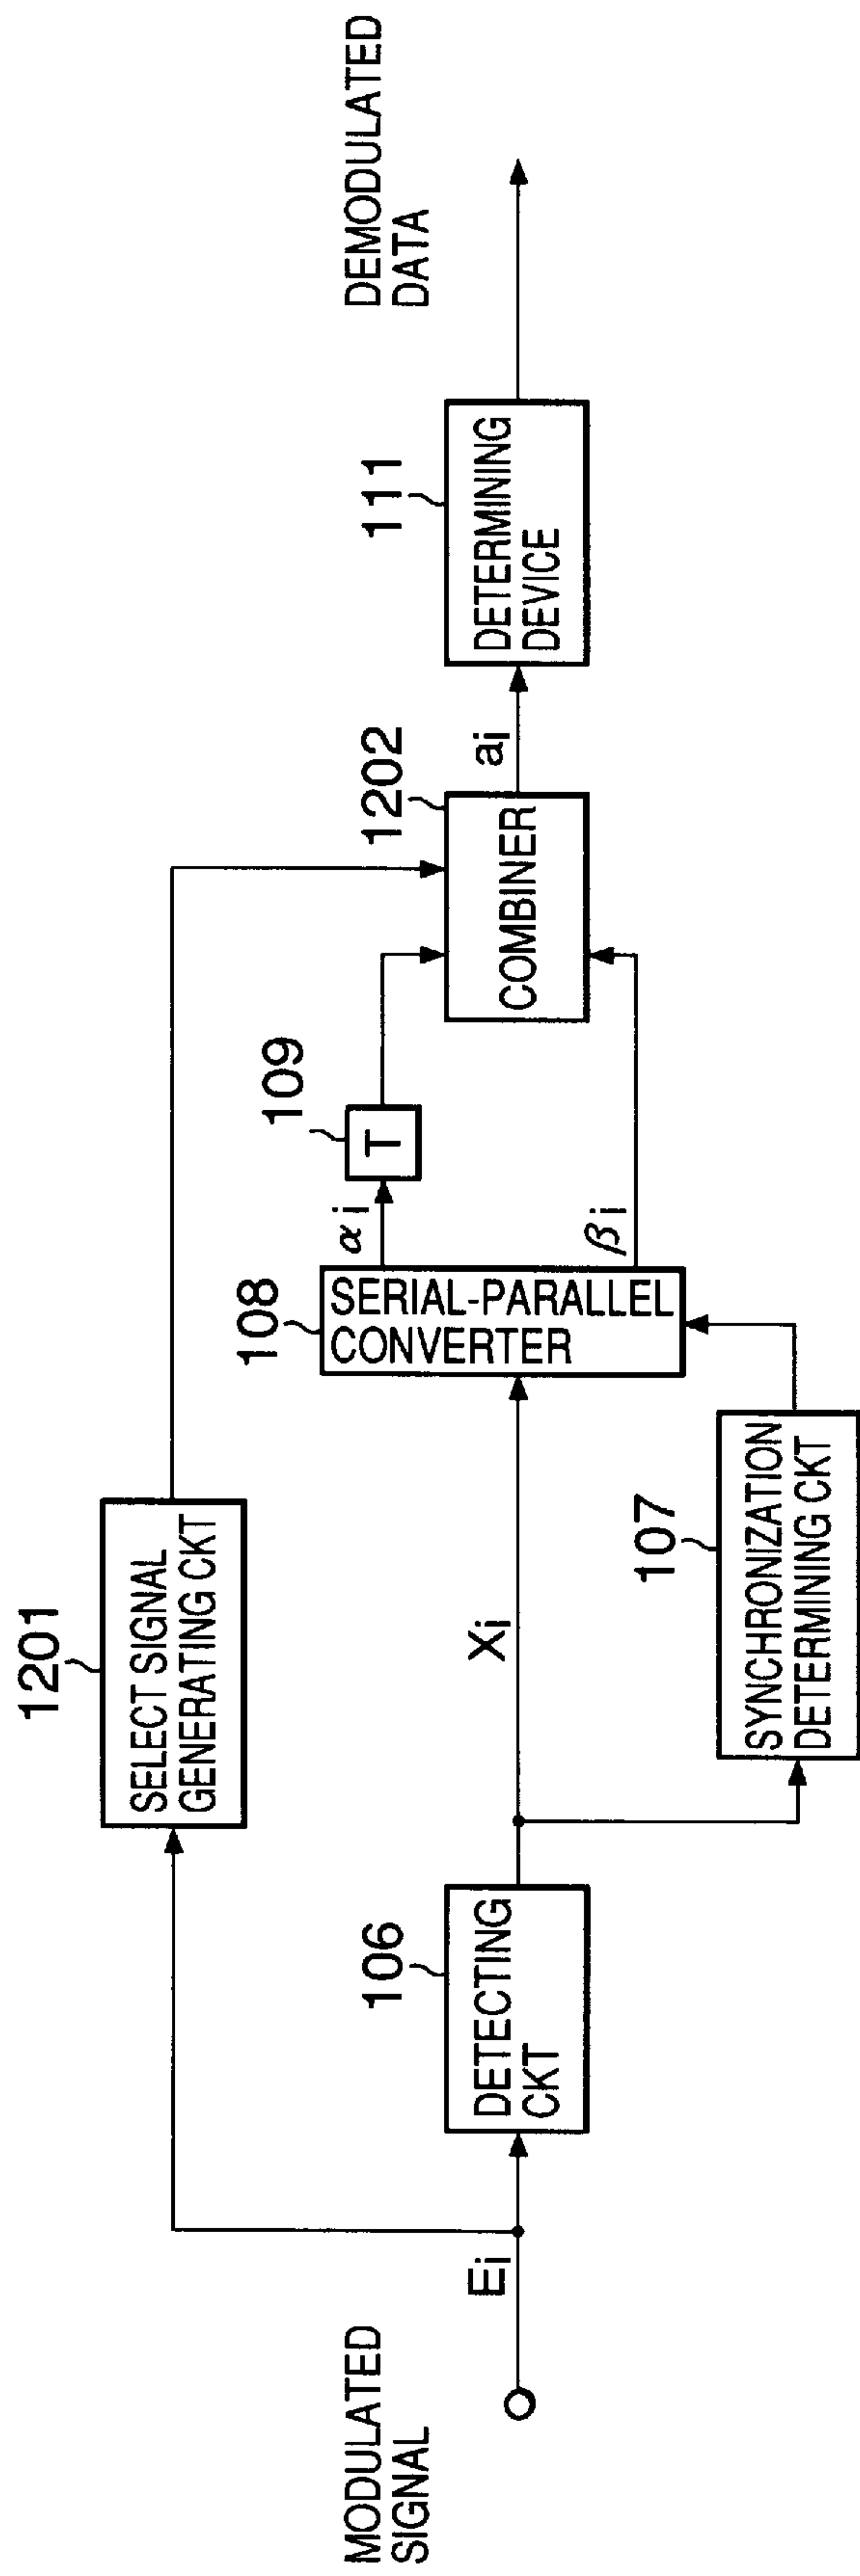 MODULATED
SIGNAL
Ei
106
DETECTING
CKT
1201
SELECT SIGNAL
GENERATING CKT
Xi
107
SYNCHRONIZATION
DETERMINING CKT
108
SERIAL-PARALLEL
CONVERTER
αi
βi
109
T
1202
COMBINER
ai
111
DETERMINING
DEVICE
DEMODULATED
DATA